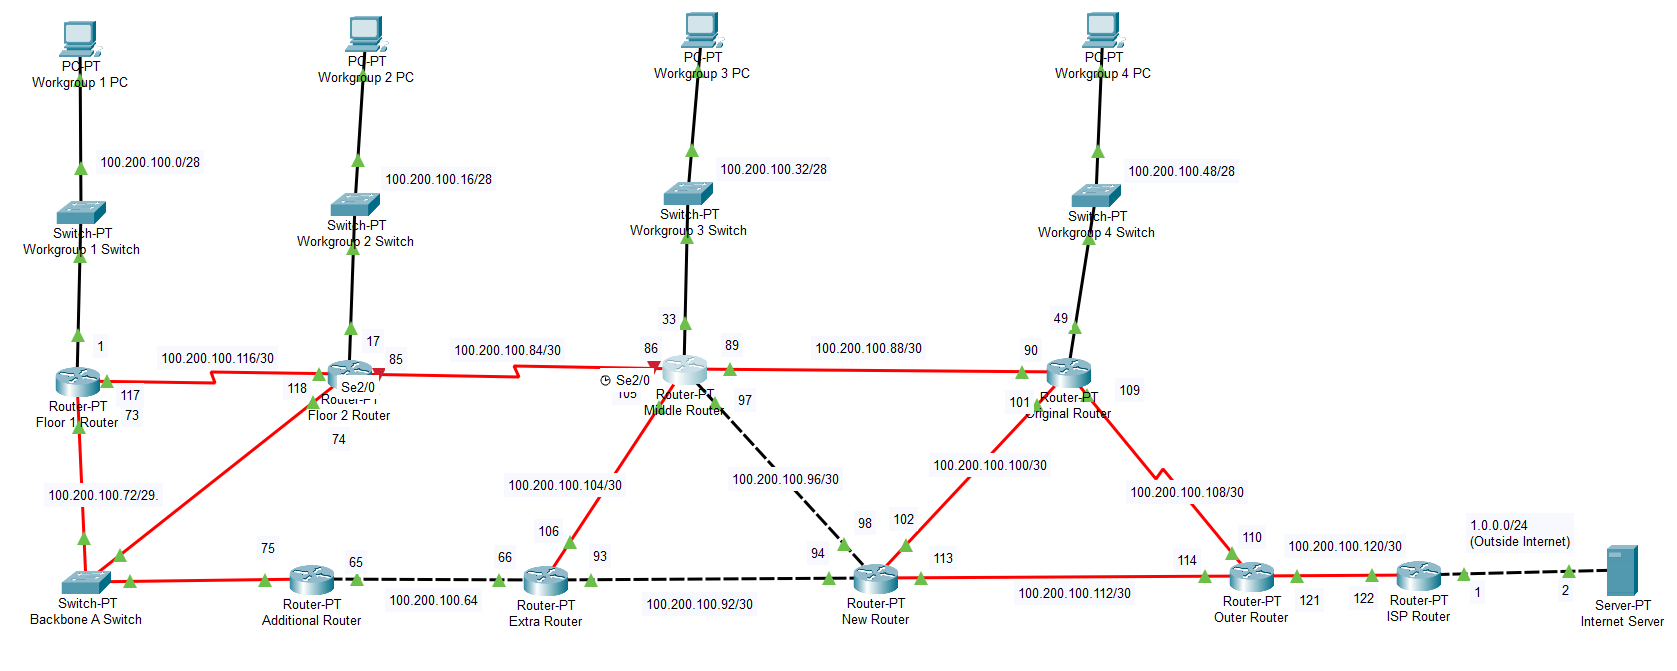 PC-PT
Workgroup 1 PC
PC-PT
Workgroup 2 PC
PC-PT
Workgroup 3 PC
PC-PT
Workgroup 4 PC
100.200.100.0/28
100.200.100.16/28
100.200.100.32/28
100.200.100.48/28
Switch-PT
Workgroup 1 Switch
Switch-PT
Workgroup 2 Switch
Switch-PT
Workgroup 3 Switch
Switch-PT
Workgroup 4 Switch
1
17
33
49
100.200.100.116/30
85
100.200.100.84/30
86
89
100.200.100.88/30
90
118
Se2/0
Se2/0
117
Router-PT
Floor 1 Router
73
Router-PT
Floor 2 Router
74
105
Router-PT
Middle Router
97
101
Router-PT
Original Router
109
100.200.100.72/29.
100.200.100.104/30
100.200.100.96/30
100.200.100.100/30
100.200.100.108/30
106
98
102
1.0.0.0/24
(Outside Internet)
75
65
66
93
94
113
114
110
100.200.100.120/30
Switch-PT
Backbone A Switch
Router-PT
Additional Router
100.200.100.64
Router-PT
Extra Router
100.200.100.92/30
Router-PT
New Router
100.200.100.112/30
Router-PT
Outer Router
121
122
Router-PT
ISP Router
1
2
Server-PT
Internet Server